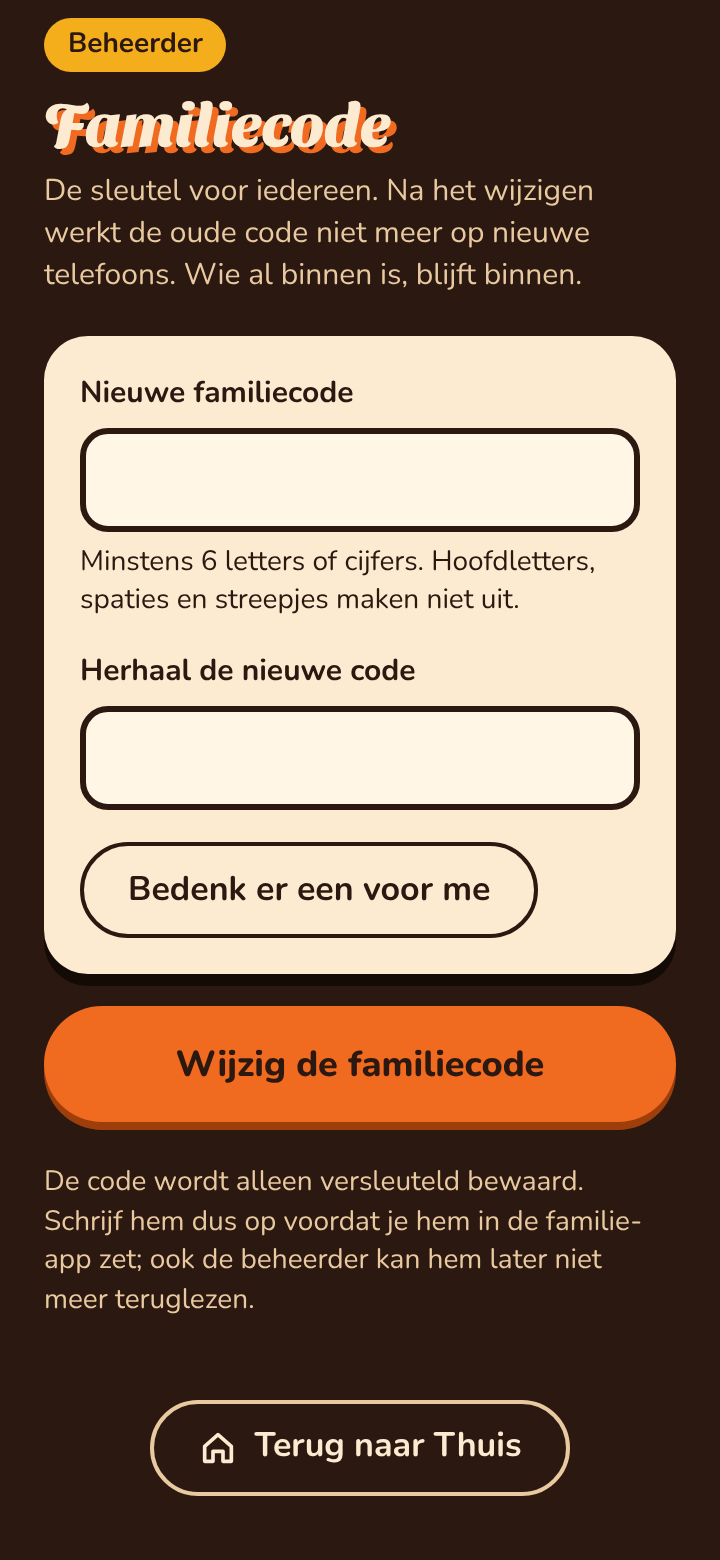 Beheerder
Familiecode
De sleutel voor iedereen. Na het wijzigen
werkt de oude code niet meer op nieuwe
telefoons. Wie al binnen is, blijft binnen.
Nieuwe familiecode
Minstens 6 letters of cijfers. Hoofdletters,
spaties en streepjes maken niet uit.
Herhaal de nieuwe code
Bedenk er een voor me
Wijzig de familiecode
De code wordt alleen versleuteld bewaard.
Schrijf hem dus op voordat je hem in de familie-
app zet; ook de beheerder kan hem later niet
meer teruglezen.
Terug naar Thuis